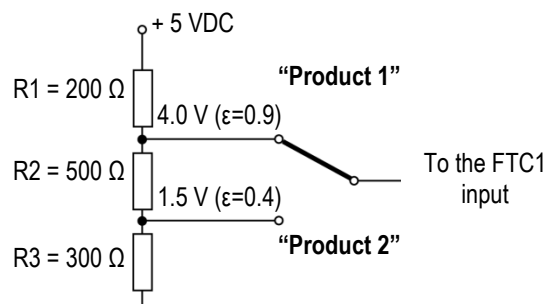 + 5 VDC
“Product 1”
R1 = 200 Ω
4.0 V (ε=0.9)
To the FTC1
input
R2 = 500 Ω
1.5 V (ε=0.4)
“Product 2”
R3 = 300 Ω